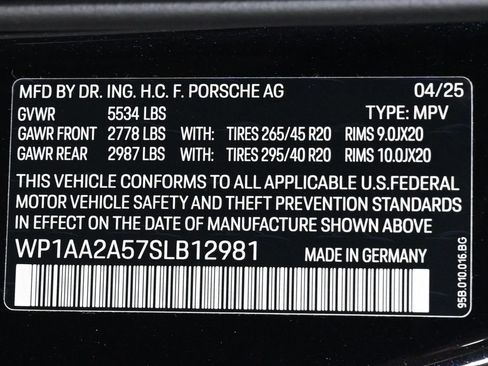 MFD BY DR. ING. H.C. F. PORSCHE AG 04/25
GVWR 5534 LBS TYPE: MPV
GAWR FRONT 2778 LBS WITH: TIRES 265/45 R20 RIMS 9.0JX20
GAWR REAR 2987 LBS WITH: TIRES 295/40 R20 RIMS 10.0JX20
THIS VEHICLE CONFORMS TO ALL APPLICABLE U.S.FEDERAL
MOTOR VEHICLE SAFETY AND THEFT PREVENTION STANDARDS
IN EFFECT ON THE DATE OF MANUFACTURE SHOWN ABOVE
WP1AA2A57SLB12981 MADE IN GERMANY
95B.010.016.BG